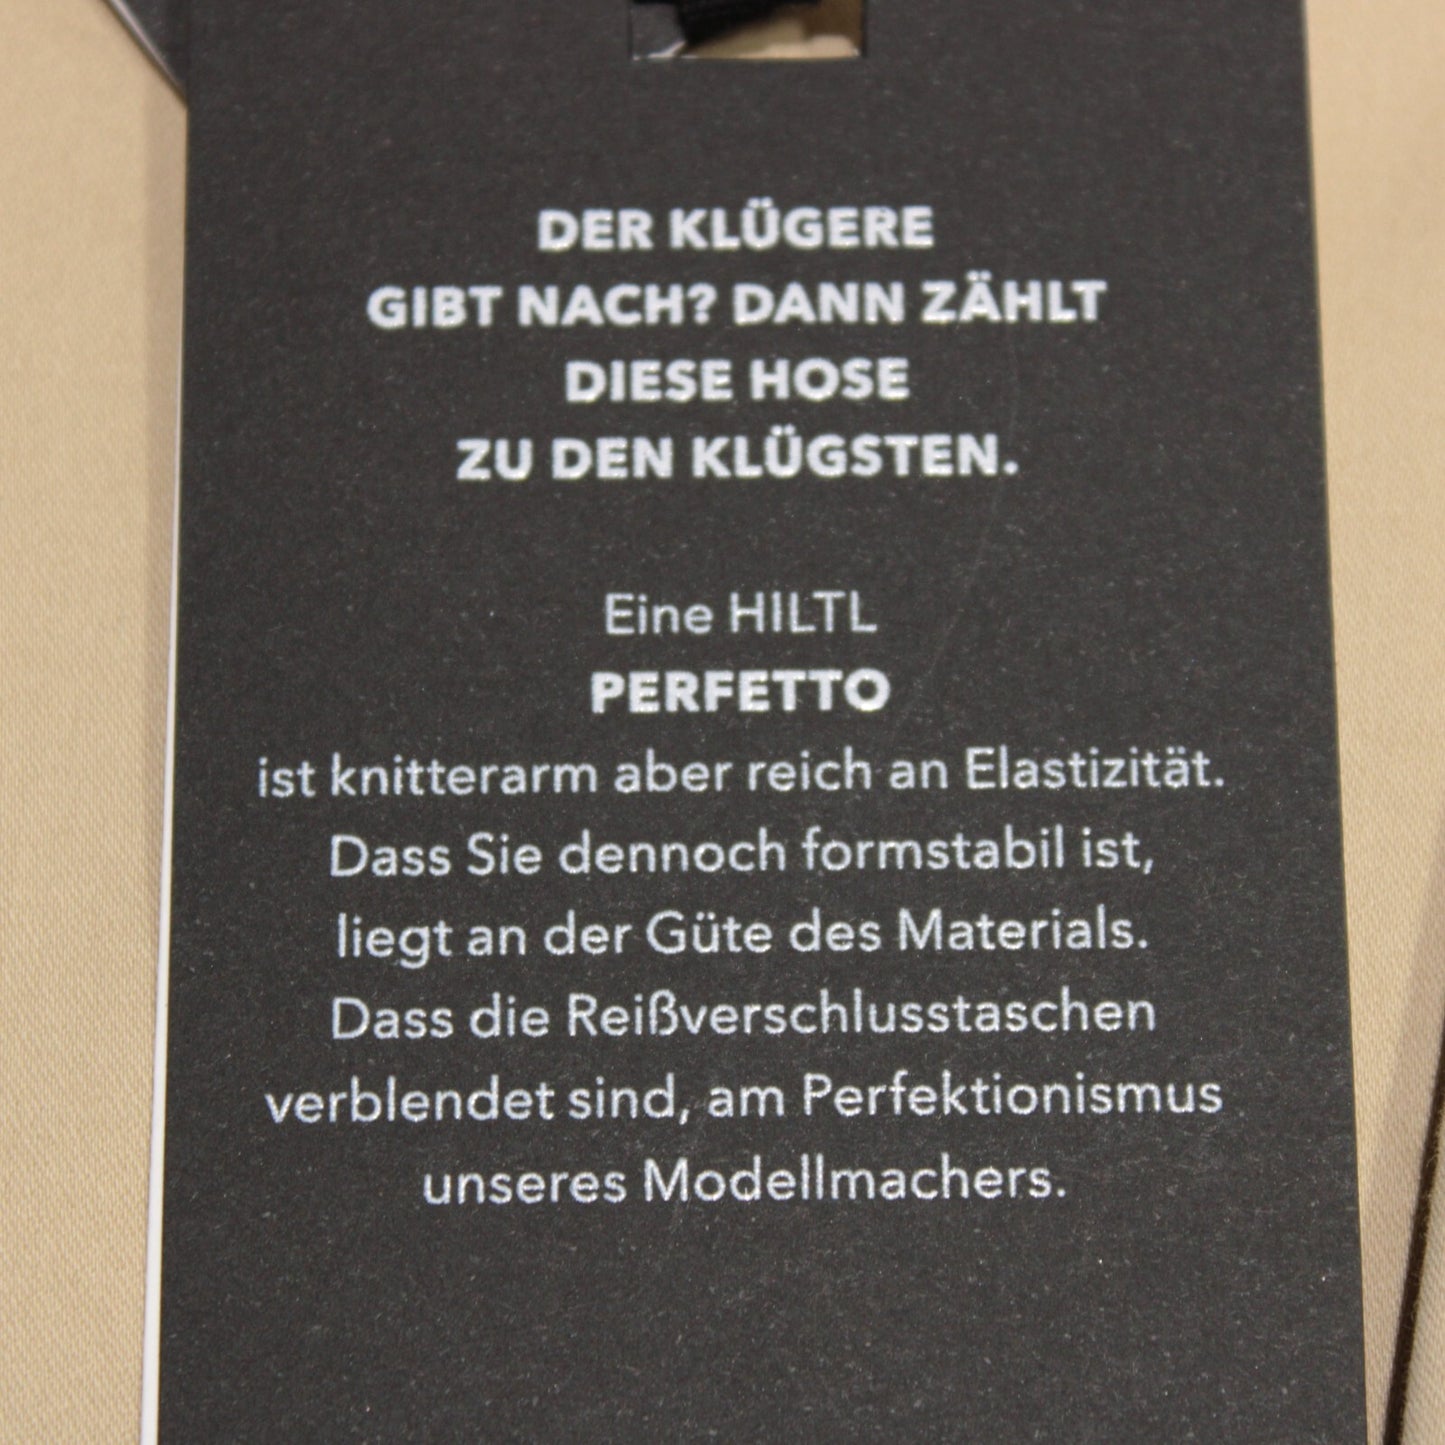 DER KLÜGERE
GIBT NACH? DANN ZÄHLT
DIESE HOSE
ZU DEN KLÜGSTEN.
Eine HILTL
PERFETTO
ist knitterarm aber reich an Elastizität.
Dass Sie dennoch formstabil ist,
liegt an der Güte des Materials.
Dass die Reißverschlusstaschen
verblendet sind, am Perfektionismus
unseres Modellmachers.